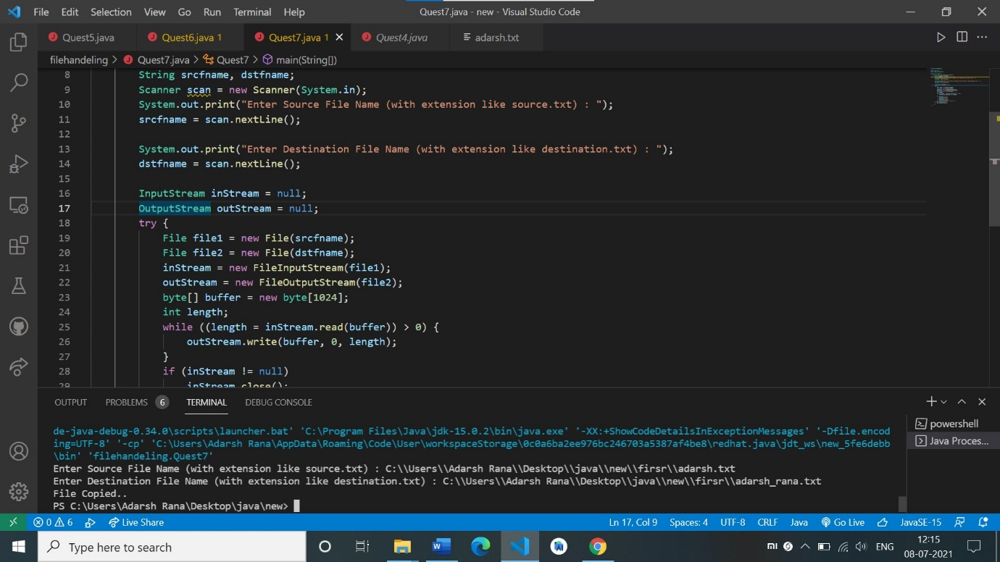 File Edit Selection View Go Run Terminal Help Quest7.java - new - Visual Studio Code
Quest5.java Quest6.java 1 Quest7.java 1 Quest4.java adarsh.txt
filehandeling > Quest7.java > Quest7 > main(String[])
8 String srcfname, dstfname;
9 Scanner scan = new Scanner(System.in);
10 System.out.print("Enter Source File Name (with extension like source.txt) : ");
11 srcfname = scan.nextLine();
12
13 System.out.print("Enter Destination File Name (with extension like destination.txt) : ");
14 dstfname = scan.nextLine();
15
16 InputStream inStream = null;
17 OutputStream outStream = null;
18 try {
19 File file1 = new File(srcfname);
20 File file2 = new File(dstfname);
21 inStream = new FileInputStream(file1);
22 outStream = new FileOutputStream(file2);
23 byte[] buffer = new byte[1024];
24 int length;
25 while ((length = inStream.read(buffer)) > 0) {
26 outStream.write(buffer, 0, length);
27 }
28 if (inStream != null)
29 inStream.close();
OUTPUT PROBLEMS 6 TERMINAL DEBUG CONSOLE
de-java-debug-0.34.0\scripts\launcher.bat' 'C:\Program Files\Java\jdk-15.0.2\bin\java.exe' '-XX:+ShowCodeDetailsInExceptionMessages' '-Dfile.encod
ing=UTF-8' '-cp' 'C:\Users\Adarsh Rana\AppData\Roaming\Code\User\workspaceStorage\0c0a6ba2ee976bc246703a5387af4be8\redhat.java\jdt_ws\new_5fe6debb
\bin' 'filehandeling.Quest7'
Enter Source File Name (with extension like source.txt) : C:\\Users\\Adarsh Rana\\Desktop\\java\\new\\firsr\\adarsh.txt
Enter Destination File Name (with extension like destination.txt) : C:\\Users\\Adarsh Rana\\Desktop\\java\\new\\firsr\\adarsh_rana.txt
File Copied..
PS C:\Users\Adarsh Rana\Desktop\java\new>
powershell
Java Proces...
0 6 Live Share Ln 17, Col 9 Spaces: 4 UTF-8 CRLF Java Go Live JavaSE-15
Type here to search ENG 12:15
08-07-2021